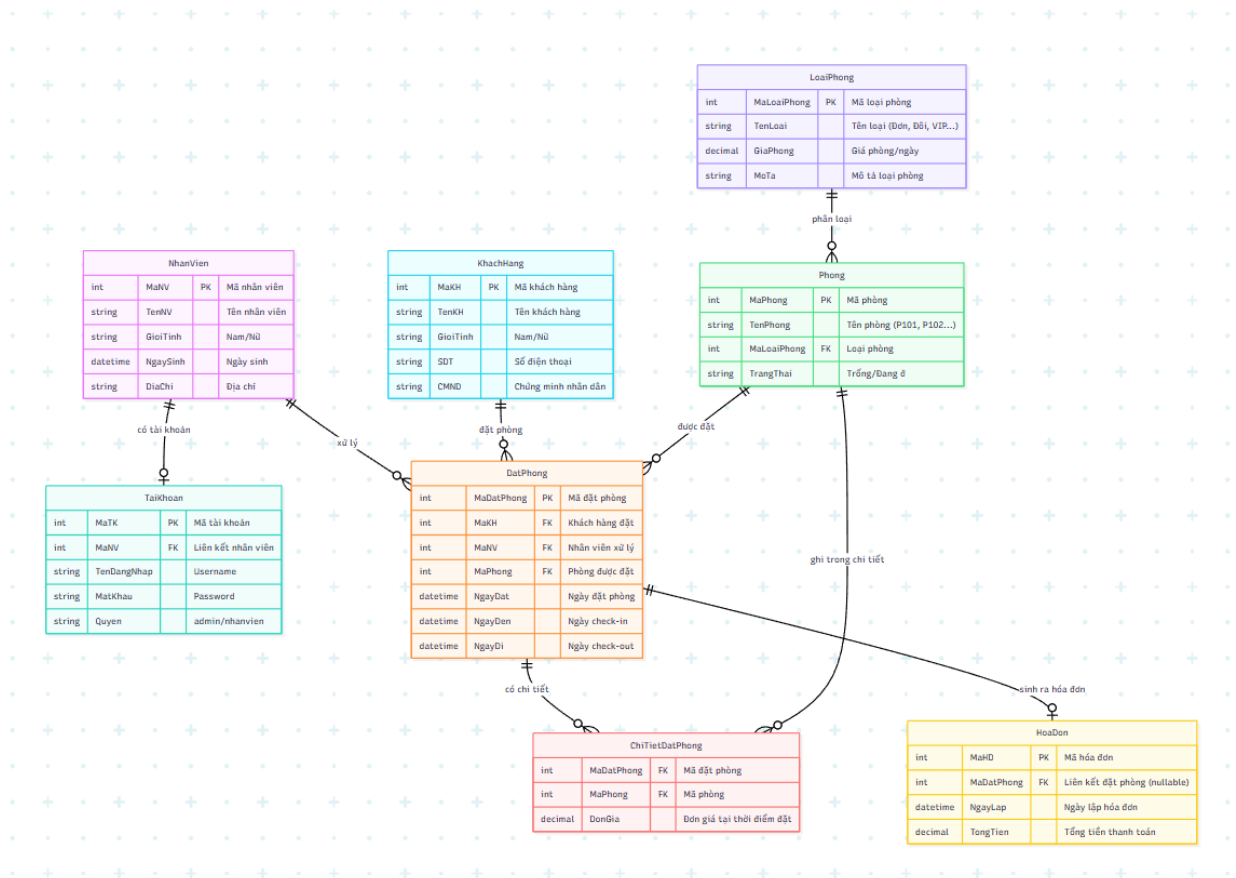 LoaiPhong
int MaLoaiPhong PK Mã loại phòng
string TenLoai Tên loại (Đơn, Đôi, VIP...)
decimal GiaPhong Giá phòng/ngày
string MoTa Mô tả loại phòng
phân loại
NhanVien
int MaNV PK Mã nhân viên
string TenNV Tên nhân viên
string GioiTinh Nam/Nữ
datetime NgaySinh Ngày sinh
string DiaChi Địa chỉ
KhachHang
int MaKH PK Mã khách hàng
string TenKH Tên khách hàng
string GioiTinh Nam/Nữ
string SDT Số điện thoại
string CMND Chứng minh nhân dân
Phong
int MaPhong PK Mã phòng
string TenPhong Tên phòng (P101, P102...)
int MaLoaiPhong FK Loại phòng
string TrangThai Trống/Đang ở
có tài khoản
xử lý
đặt phòng
được đặt
TaiKhoan
int MaTK PK Mã tài khoản
int MaNV FK Liên kết nhân viên
string TenDangNhap Username
string MatKhau Password
string Quyen admin/nhanvien
DatPhong
int MaDatPhong PK Mã đặt phòng
int MaKH FK Khách hàng đặt
int MaNV FK Nhân viên xử lý
int MaPhong FK Phòng được đặt
datetime NgayDat Ngày đặt phòng
datetime NgayDen Ngày check-in
datetime NgayDi Ngày check-out
ghi trong chi tiết
có chi tiết
sinh ra hóa đơn
ChiTietDatPhong
int MaDatPhong FK Mã đặt phòng
int MaPhong FK Mã phòng
decimal DonGia Đơn giá tại thời điểm đặt
HoaDon
int MaHD PK Mã hóa đơn
int MaDatPhong FK Liên kết đặt phòng (nullable)
datetime NgayLap Ngày lập hóa đơn
decimal TongTien Tổng tiền thanh toán